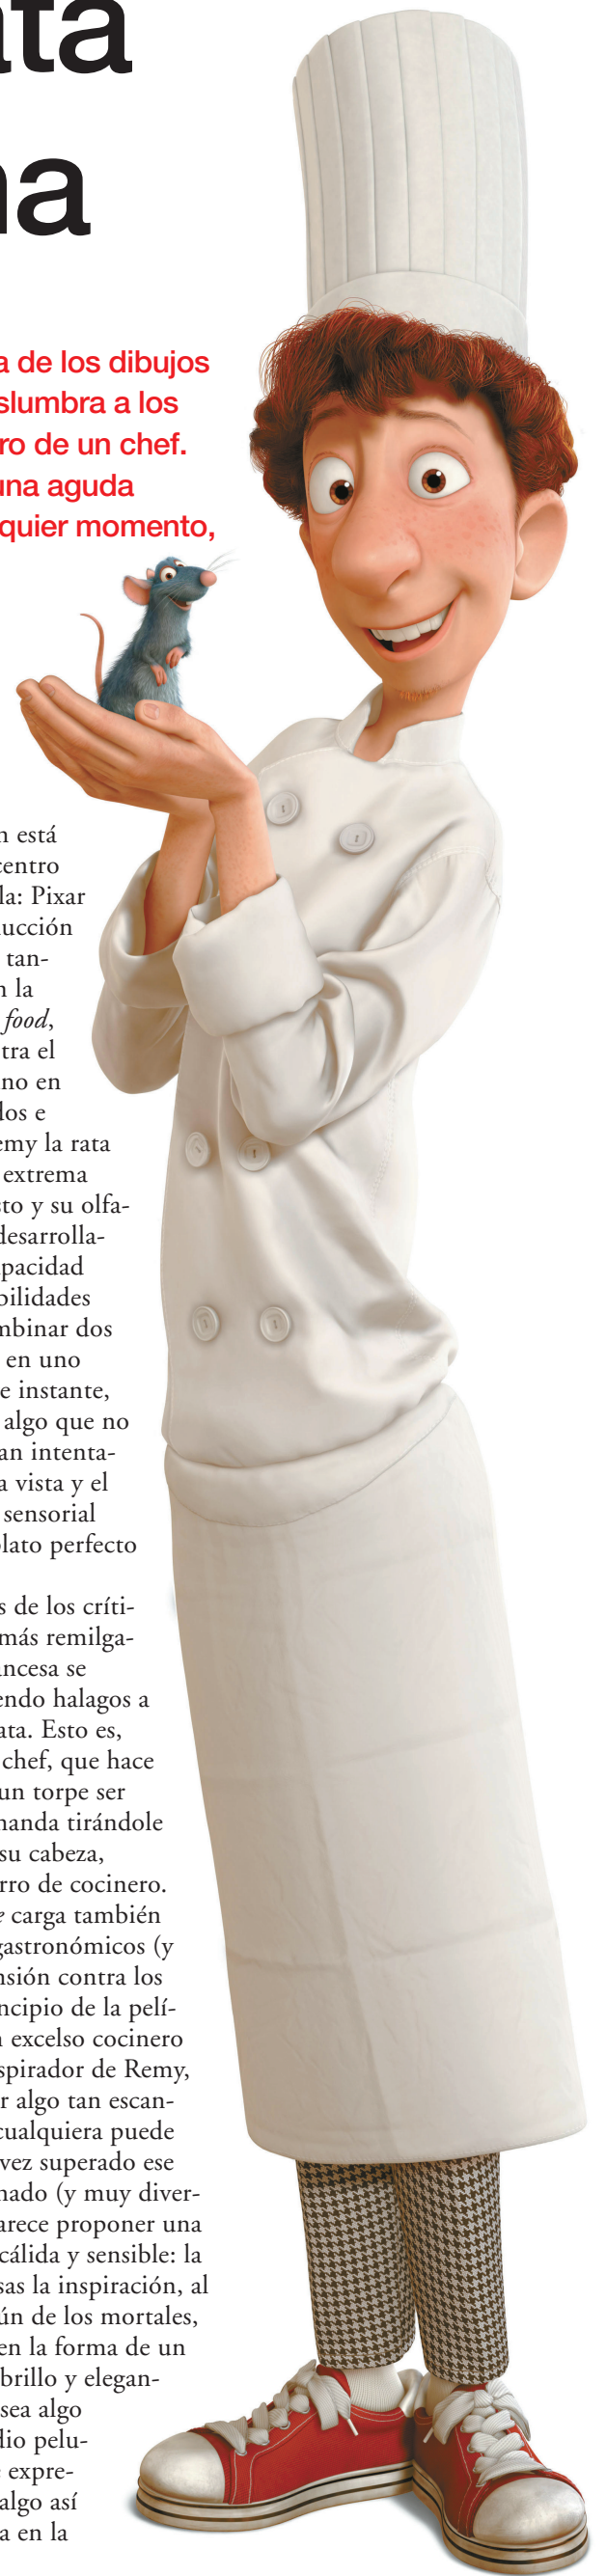 ata
na
a de los dibujos
slumbra a los
ro de un chef.
una aguda
quier momento,
n está
centro
la: Pixar
ucción
tan-
n la
food,
tra el
no en
dos e
emy la rata
extrema
sto y su olfa-
desarrolla-
pacidad
bilidades
mbinar dos
en uno
e instante,
algo que no
an intenta-
a vista y el
sensorial
plato perfecto
s de los críti-
más remilga-
ancesa se
endo halagos a
ata. Esto es,
chef, que hace
un torpe ser
manda tirándole
su cabeza,
rro de cocinero.
e carga también
gastronómicos (y
nsión contra los
ncipio de la pelí-
n excelso cocinero
spirador de Remy,
r algo tan escan-
cualquiera puede
vez superado ese
nado (y muy diver-
arece proponer una
cálida y sensible: la
sas la inspiración, al
ún de los mortales,
en la forma de un
brillo y elegan-
sea algo
dio pelu-
e expre-
algo así
a en la